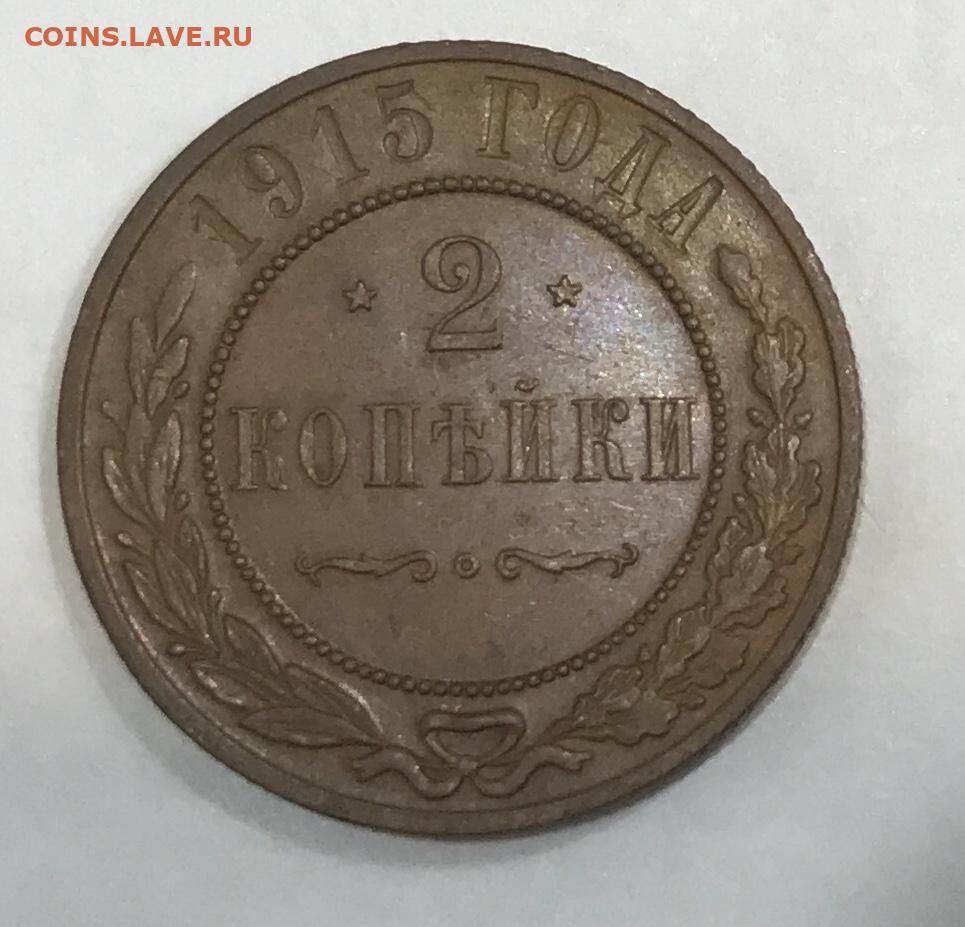 COINS.LAVE.RU
1915 ГОДА
2
КОПѢЙКИ